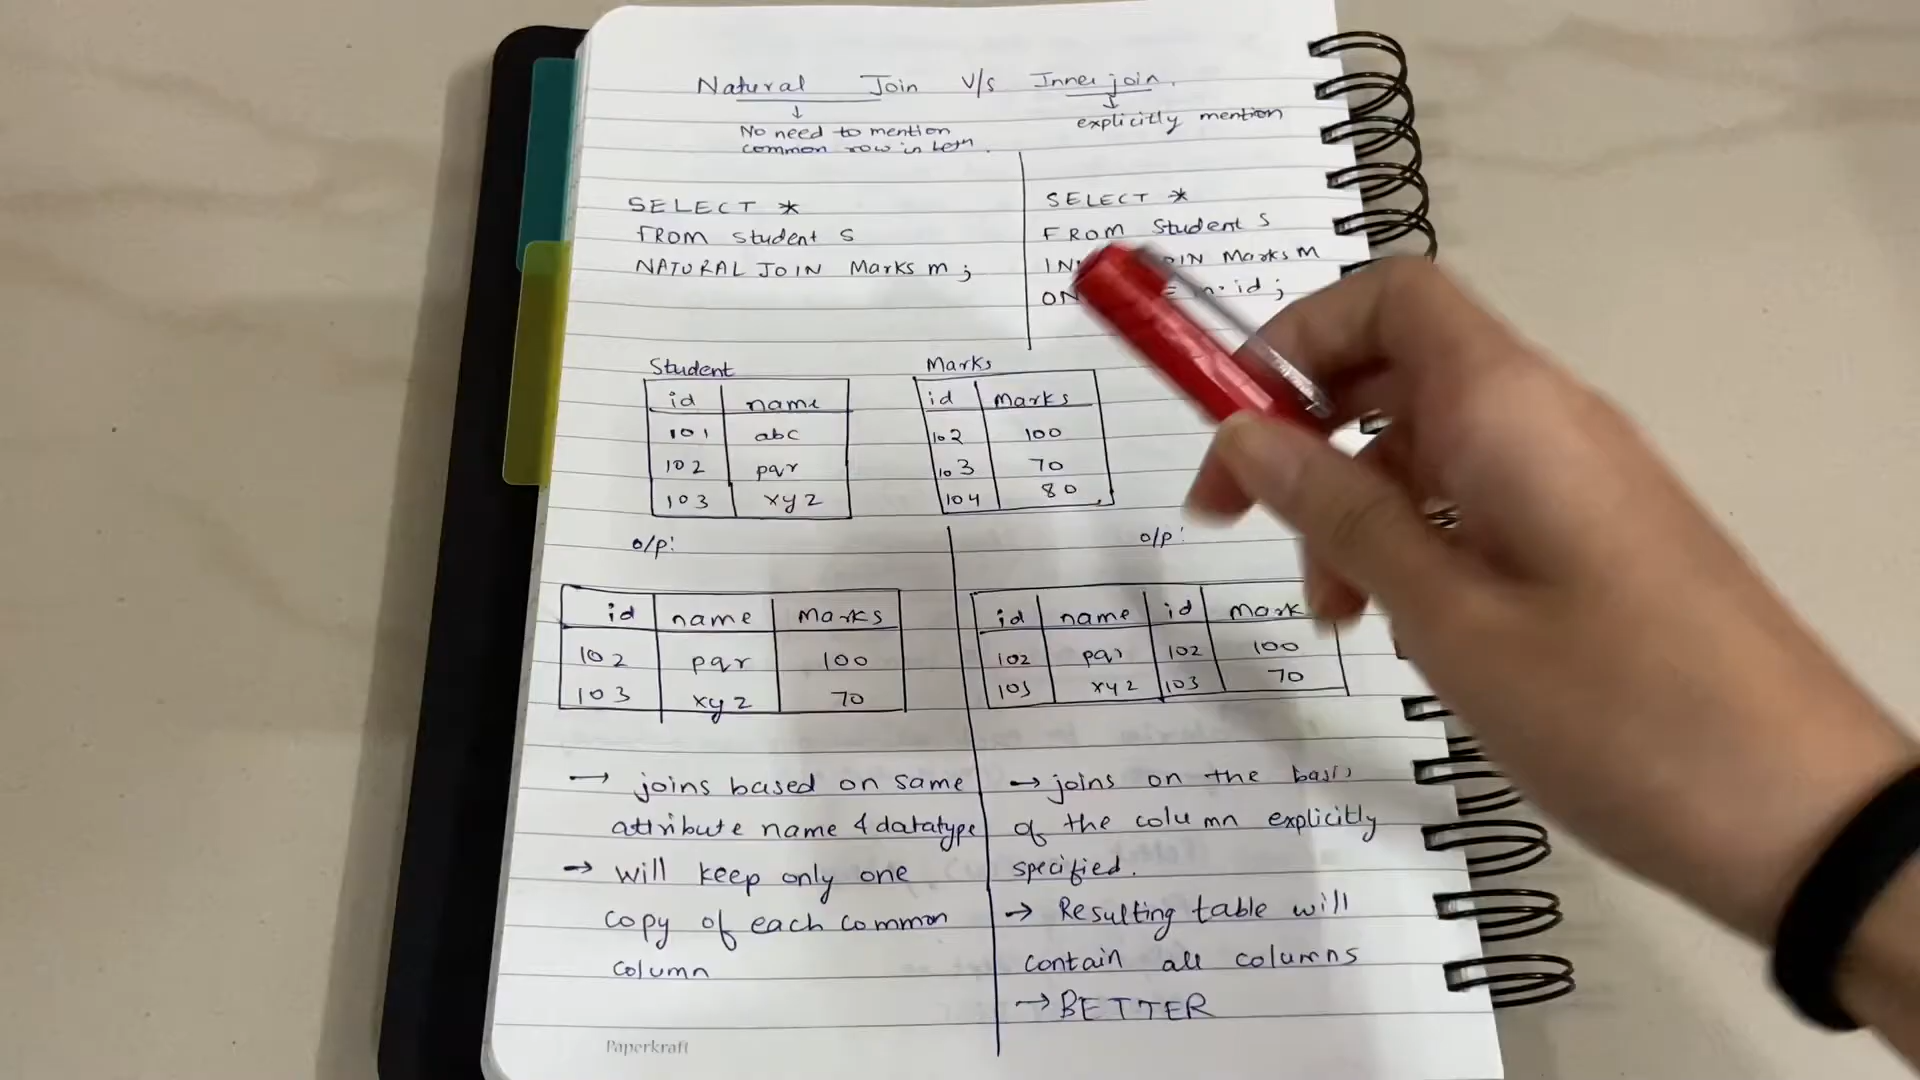 Natural Join V/s Inner join.
↓
No need to mention
common row in both.
↓
explicitly mention
SELECT *
FROM Student S
NATURAL JOIN Marks m ;
SELECT *
FROM Student S
IN OIN Marks m
ON = m.id ;
Student
id name
101 abc
102 pqr
103 xyz
Marks
id Marks
102 100
103 70
104 80
o/p:
id name Marks
102 pqr 100
103 xyz 70
o/p:
id name id Mark
102 pqr 102 100
103 xyz 103 70
→ joins based on same
attribute name & datatype
→ will keep only one
copy of each common
column
→ joins on the basis
of the column explicitly
specified.
→ Resulting table will
contain all columns
→ BETTER
Paperkraft